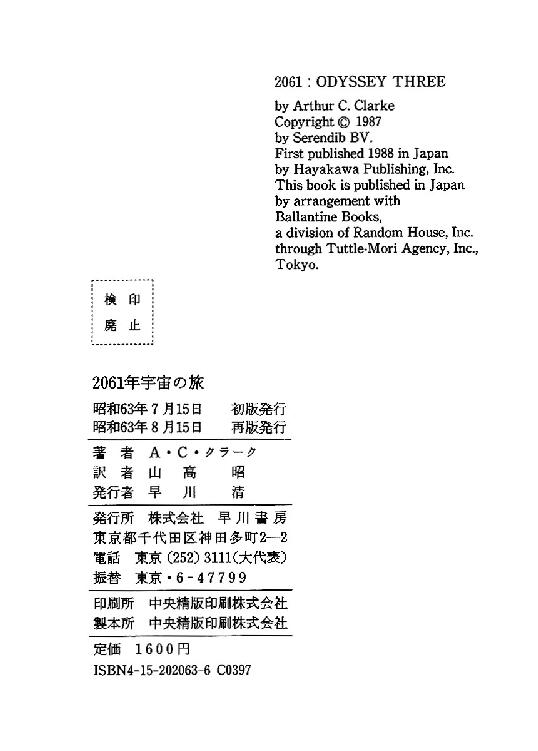 2061 : ODYSSEY THREE
by Arthur C. Clarke
Copyright © 1987
by Serendib BV.
First published 1988 in Japan
by Hayakawa Publishing, Inc.
This book is published in Japan
by arrangement with
Ballantine Books,
a division of Random House, Inc.
through Tuttle-Mori Agency, Inc.,
Tokyo.
検 印
廃 止
2061年宇宙の旅
昭和63年7月15日 初版発行
昭和63年8月15日 再版発行
著 者 A・C・クラーク
訳 者 山 高 昭
発行者 早 川 清
発行所 株式会社 早川書房
東京都千代田区神田多町2―2
電話 東京 (252) 3111(大代表)
振替 東京・6-47799
印刷所 中央精版印刷株式会社
製本所 中央精版印刷株式会社
定価 1600円
ISBN4-15-202063-6 C0397